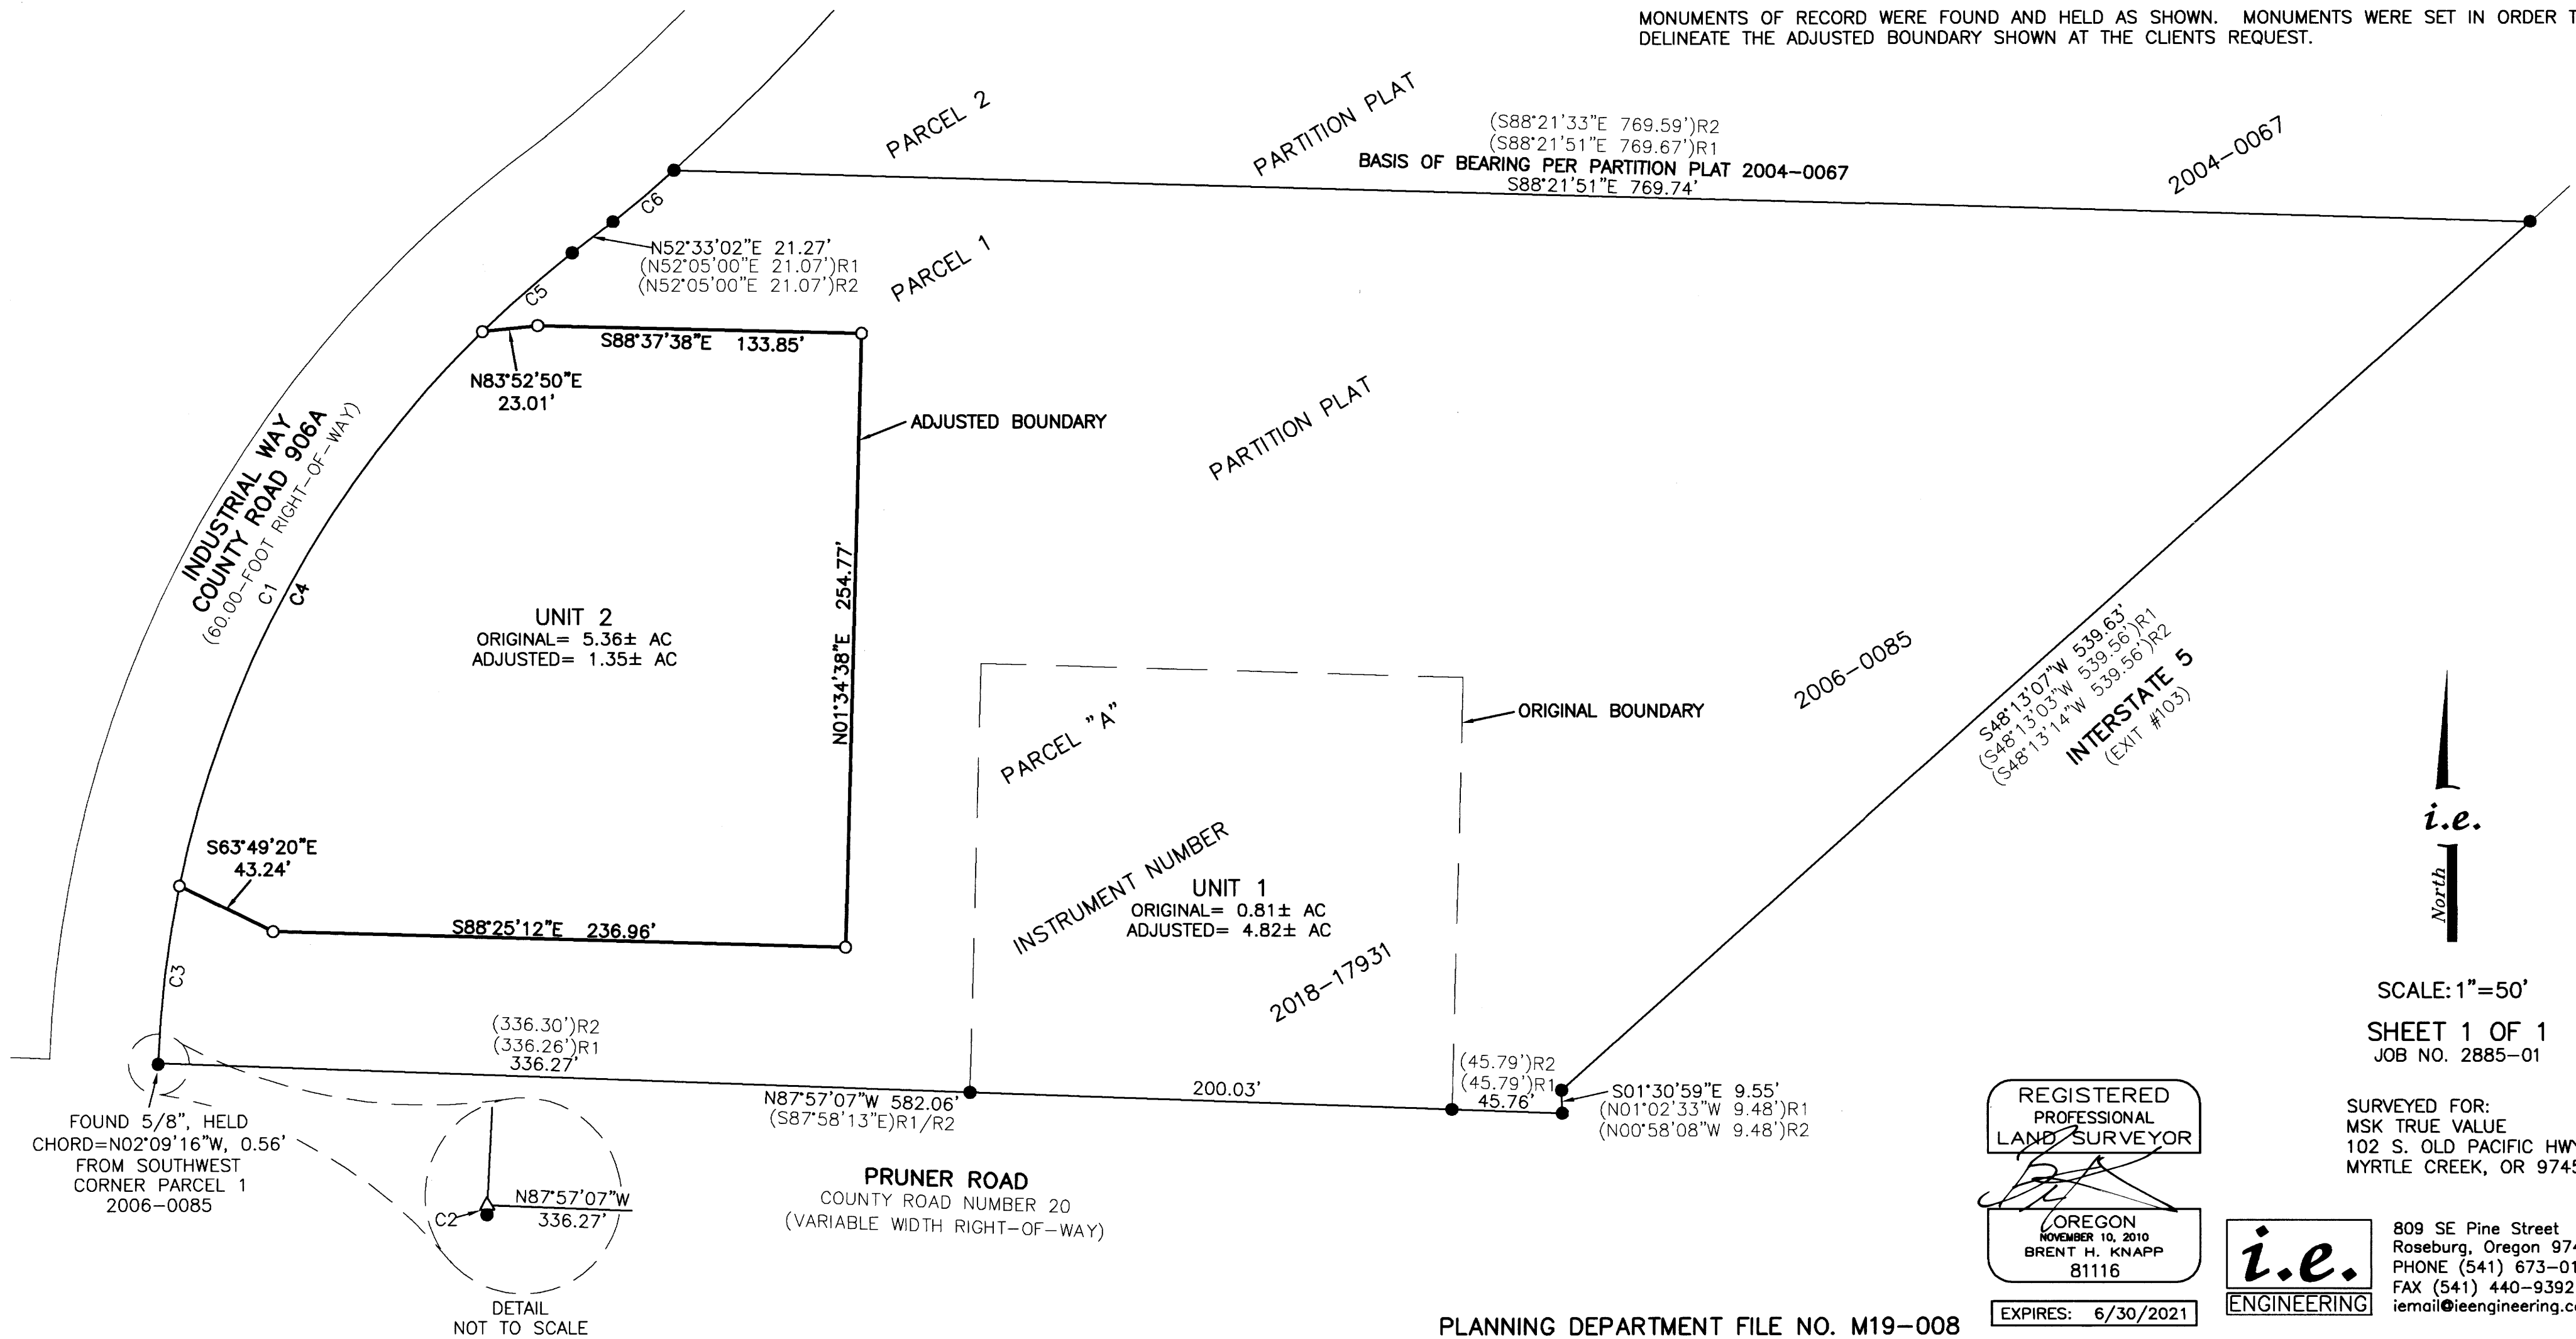 MONUMENTS OF RECORD WERE FOUND AND HELD AS SHOWN. MONUMENTS WERE SET IN ORDER T
DELINEATE THE ADJUSTED BOUNDARY SHOWN AT THE CLIENTS REQUEST.
PARCEL 2
PARTITION PLAT
2004-0067
(S88°21'33"E 769.59')R2
(S88°21'51"E 769.67')R1
BASIS OF BEARING PER PARTITION PLAT 2004-0067
S88°21'51"E 769.74'
C6
N52°33'02"E 21.27'
(N52°05'00"E 21.07')R1
(N52°05'00"E 21.07')R2
C5
PARCEL 1
PARTITION PLAT
2006-0085
S88°37'38"E 133.85'
N83°52'50"E
23.01'
ADJUSTED BOUNDARY
INDUSTRIAL WAY
COUNTY ROAD 906A
(60.00-FOOT RIGHT-OF-WAY)
C1
C4
UNIT 2
ORIGINAL= 5.36± AC
ADJUSTED= 1.35± AC
N01°34'38"E 254.77'
ORIGINAL BOUNDARY
PARCEL "A"
INSTRUMENT NUMBER
2018-17931
UNIT 1
ORIGINAL= 0.81± AC
ADJUSTED= 4.82± AC
S48°13'07"W 539.63'
(S48°13'03"W 539.56')R1
(S48°13'14"W 539.56')R2
INTERSTATE 5
(EXIT #103)
S63°49'20"E
43.24'
S88°25'12"E 236.96'
C3
(336.30')R2
(336.26')R1
336.27'
N87°57'07"W 582.06'
(S87°58'13"E)R1/R2
200.03'
(45.79')R2
(45.79')R1
45.76'
S01°30'59"E 9.55'
(N01°02'33"W 9.48')R1
(N00°58'08"W 9.48')R2
FOUND 5/8", HELD
CHORD=N02°09'16"W, 0.56'
FROM SOUTHWEST
CORNER PARCEL 1
2006-0085
C2
N87°57'07"W
336.27'
DETAIL
NOT TO SCALE
PRUNER ROAD
COUNTY ROAD NUMBER 20
(VARIABLE WIDTH RIGHT-OF-WAY)
i.e.
North
SCALE: 1"=50'
SHEET 1 OF 1
JOB NO. 2885-01
SURVEYED FOR:
MSK TRUE VALUE
102 S. OLD PACIFIC HWY
MYRTLE CREEK, OR 9745
REGISTERED
PROFESSIONAL
LAND SURVEYOR
OREGON
NOVEMBER 10, 2010
BRENT H. KNAPP
81116
EXPIRES: 6/30/2021
i.e.
ENGINEERING
809 SE Pine Street
Roseburg, Oregon 974
PHONE (541) 673-01
FAX (541) 440-9392
iemail@ieengineering.c
PLANNING DEPARTMENT FILE NO. M19-008